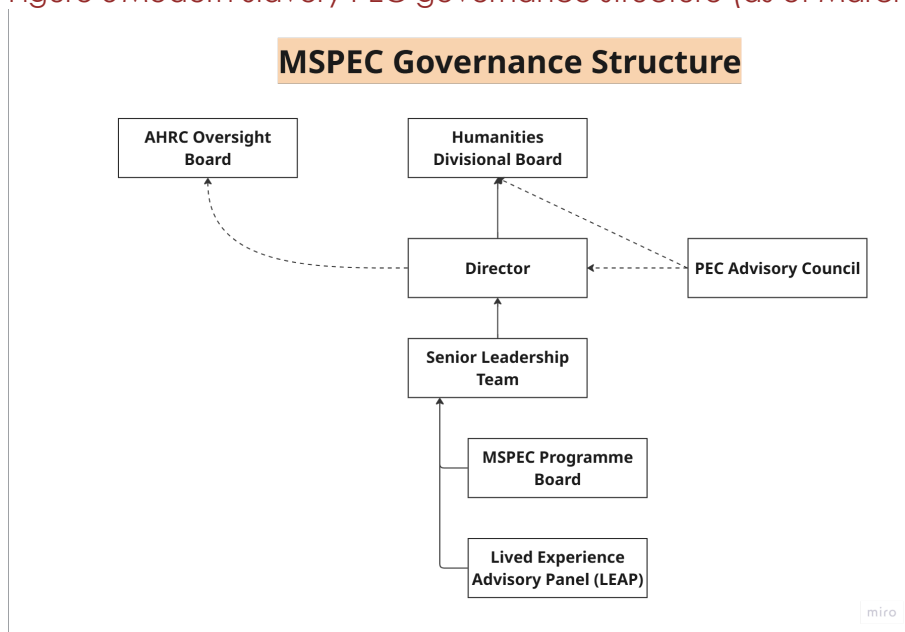 MSPEC Governance Structure
AHRC Oversight
Board
Humanities
Divisional Board
Director
PEC Advisory Council
Senior Leadership
Team
MSPEC Programme
Board
Lived Experience
Advisory Panel (LEAP)
miro